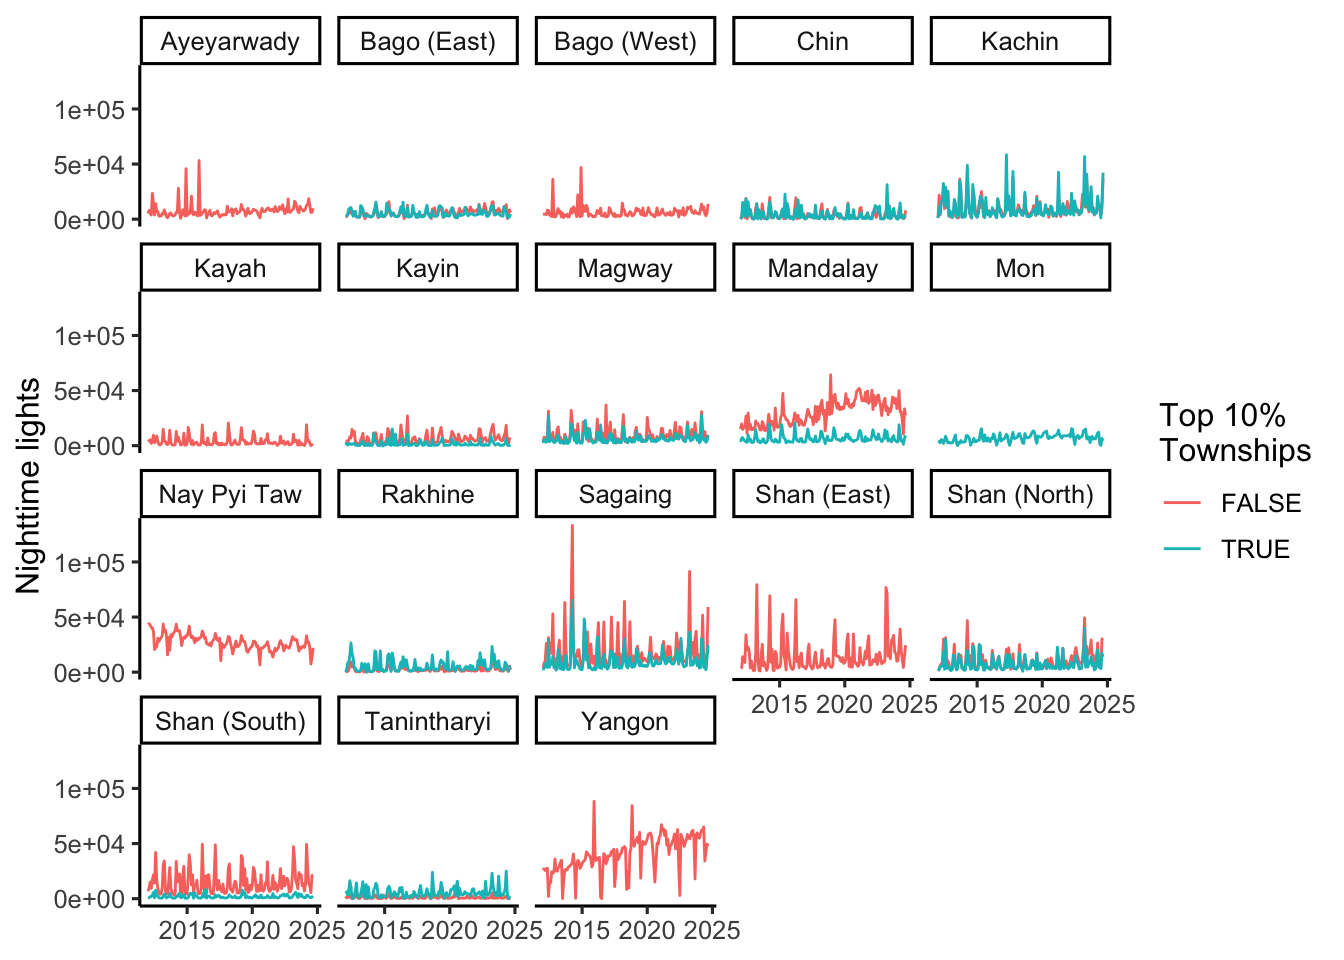 Ayeyarwady Bago (East) Bago (West) Chin Kachin
1e+05
5e+04
0e+00
Kayah Kayin Magway Mandalay Mon
1e+05
5e+04
0e+00
Nay Pyi Taw Rakhine Sagaing Shan (East) Shan (North)
1e+05
5e+04
0e+00
2015 2020 2025 2015 2020 2025
Shan (South) Tanintharyi Yangon
1e+05
5e+04
0e+00
2015 2020 2025 2015 2020 2025 2015 2020 2025
Nighttime lights
Top 10%
Townships
FALSE
TRUE